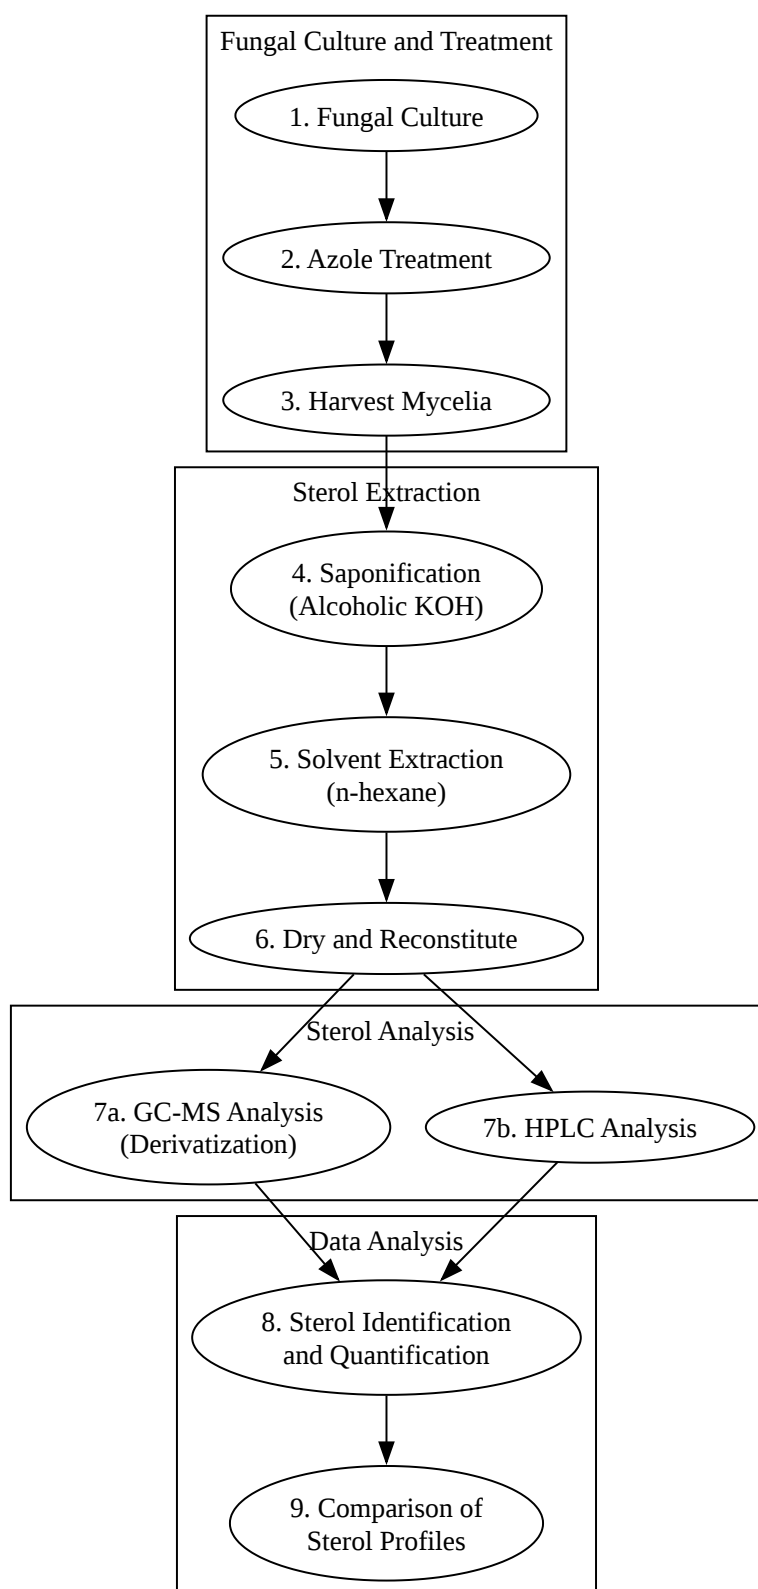 Fungal Culture and Treatment
1. Fungal Culture
2. Azole Treatment
3. Harvest Mycelia
Sterol Extraction
4. Saponification
(Alcoholic KOH)
5. Solvent Extraction
(n-hexane)
6. Dry and Reconstitute
Sterol Analysis
7a. GC-MS Analysis
(Derivatization)
7b. HPLC Analysis
Data Analysis
8. Sterol Identification
and Quantification
9. Comparison of
Sterol Profiles